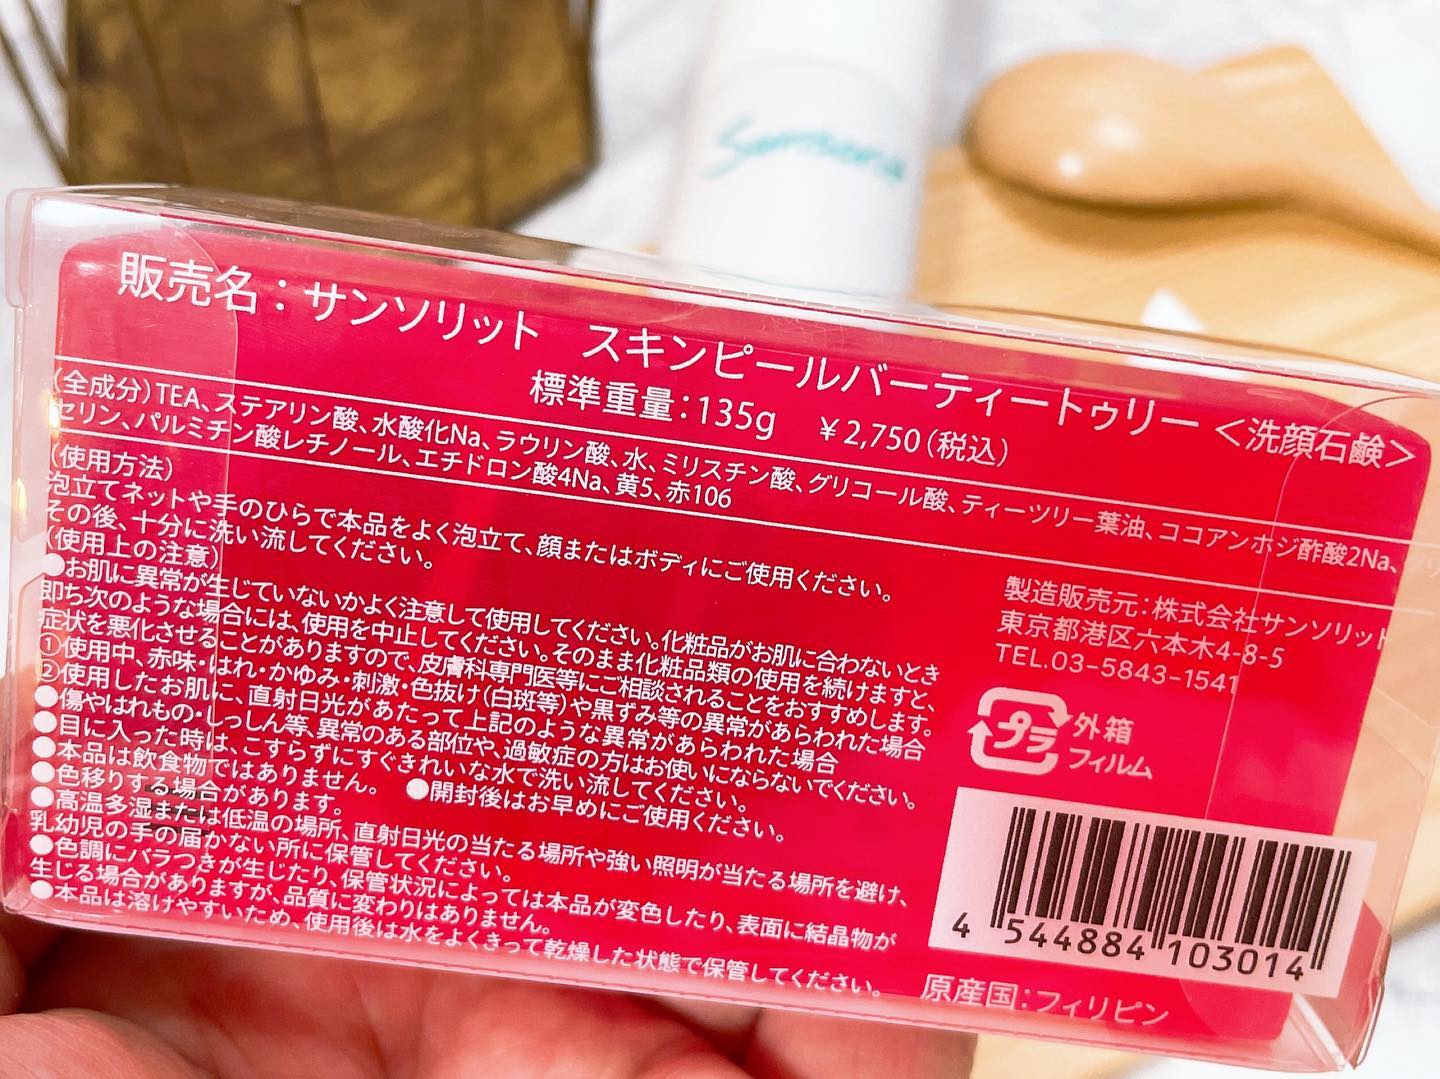 販売名：サンソリット　スキンピールバーティートゥリー＜洗顔石鹸＞
標準重量：135g　￥2,750（税込）
（全成分）TEA、ステアリン酸、水酸化Na、ラウリン酸、水、ミリスチン酸、グリコール酸、ティーツリー葉油、ココアンホジ酢酸2Na、
セリン、パルミチン酸レチノール、エチドロン酸4Na、黄5、赤106
（使用方法）
泡立てネットや手のひらで本品をよく泡立て、顔またはボディにご使用ください。
その後、十分に洗い流してください。
（使用上の注意）
●お肌に異常が生じていないかよく注意して使用してください。化粧品がお肌に合わないとき
即ち次のような場合には、使用を中止してください。そのまま化粧品類の使用を続けますと、
症状を悪化させることがありますので、皮膚科専門医等にご相談されることをおすすめします。
①使用中、赤味・はれ・かゆみ・刺激・色抜け（白斑等）や黒ずみ等の異常があらわれた場合
②使用したお肌に、直射日光があたって上記のような異常があらわれた場合
●傷やはれもの・しっしん等、異常のある部位や、過敏症の方はお使いにならないでください。
●目に入った時は、こすらずにすぐきれいな水で洗い流してください。
●本品は飲食物ではありません。　●開封後はお早めにご使用ください。
●色移りする場合があります。
●高温多湿または低温の場所、直射日光の当たる場所や強い照明が当たる場所を避け、
乳幼児の手の届かない所に保管してください。
●色調にバラつきが生じたり、保管状況によっては本品が変色したり、表面に結晶物が
生じる場合がありますが、品質に変わりはありません。
●本品は溶けやすいため、使用後は水をよくきって乾燥した状態で保管してください。
製造販売元：株式会社サンソリット
東京都港区六本木4-8-5
TEL.03-5843-1541
プラ
外箱
フィルム
4 544884 103014
原産国：フィリピン